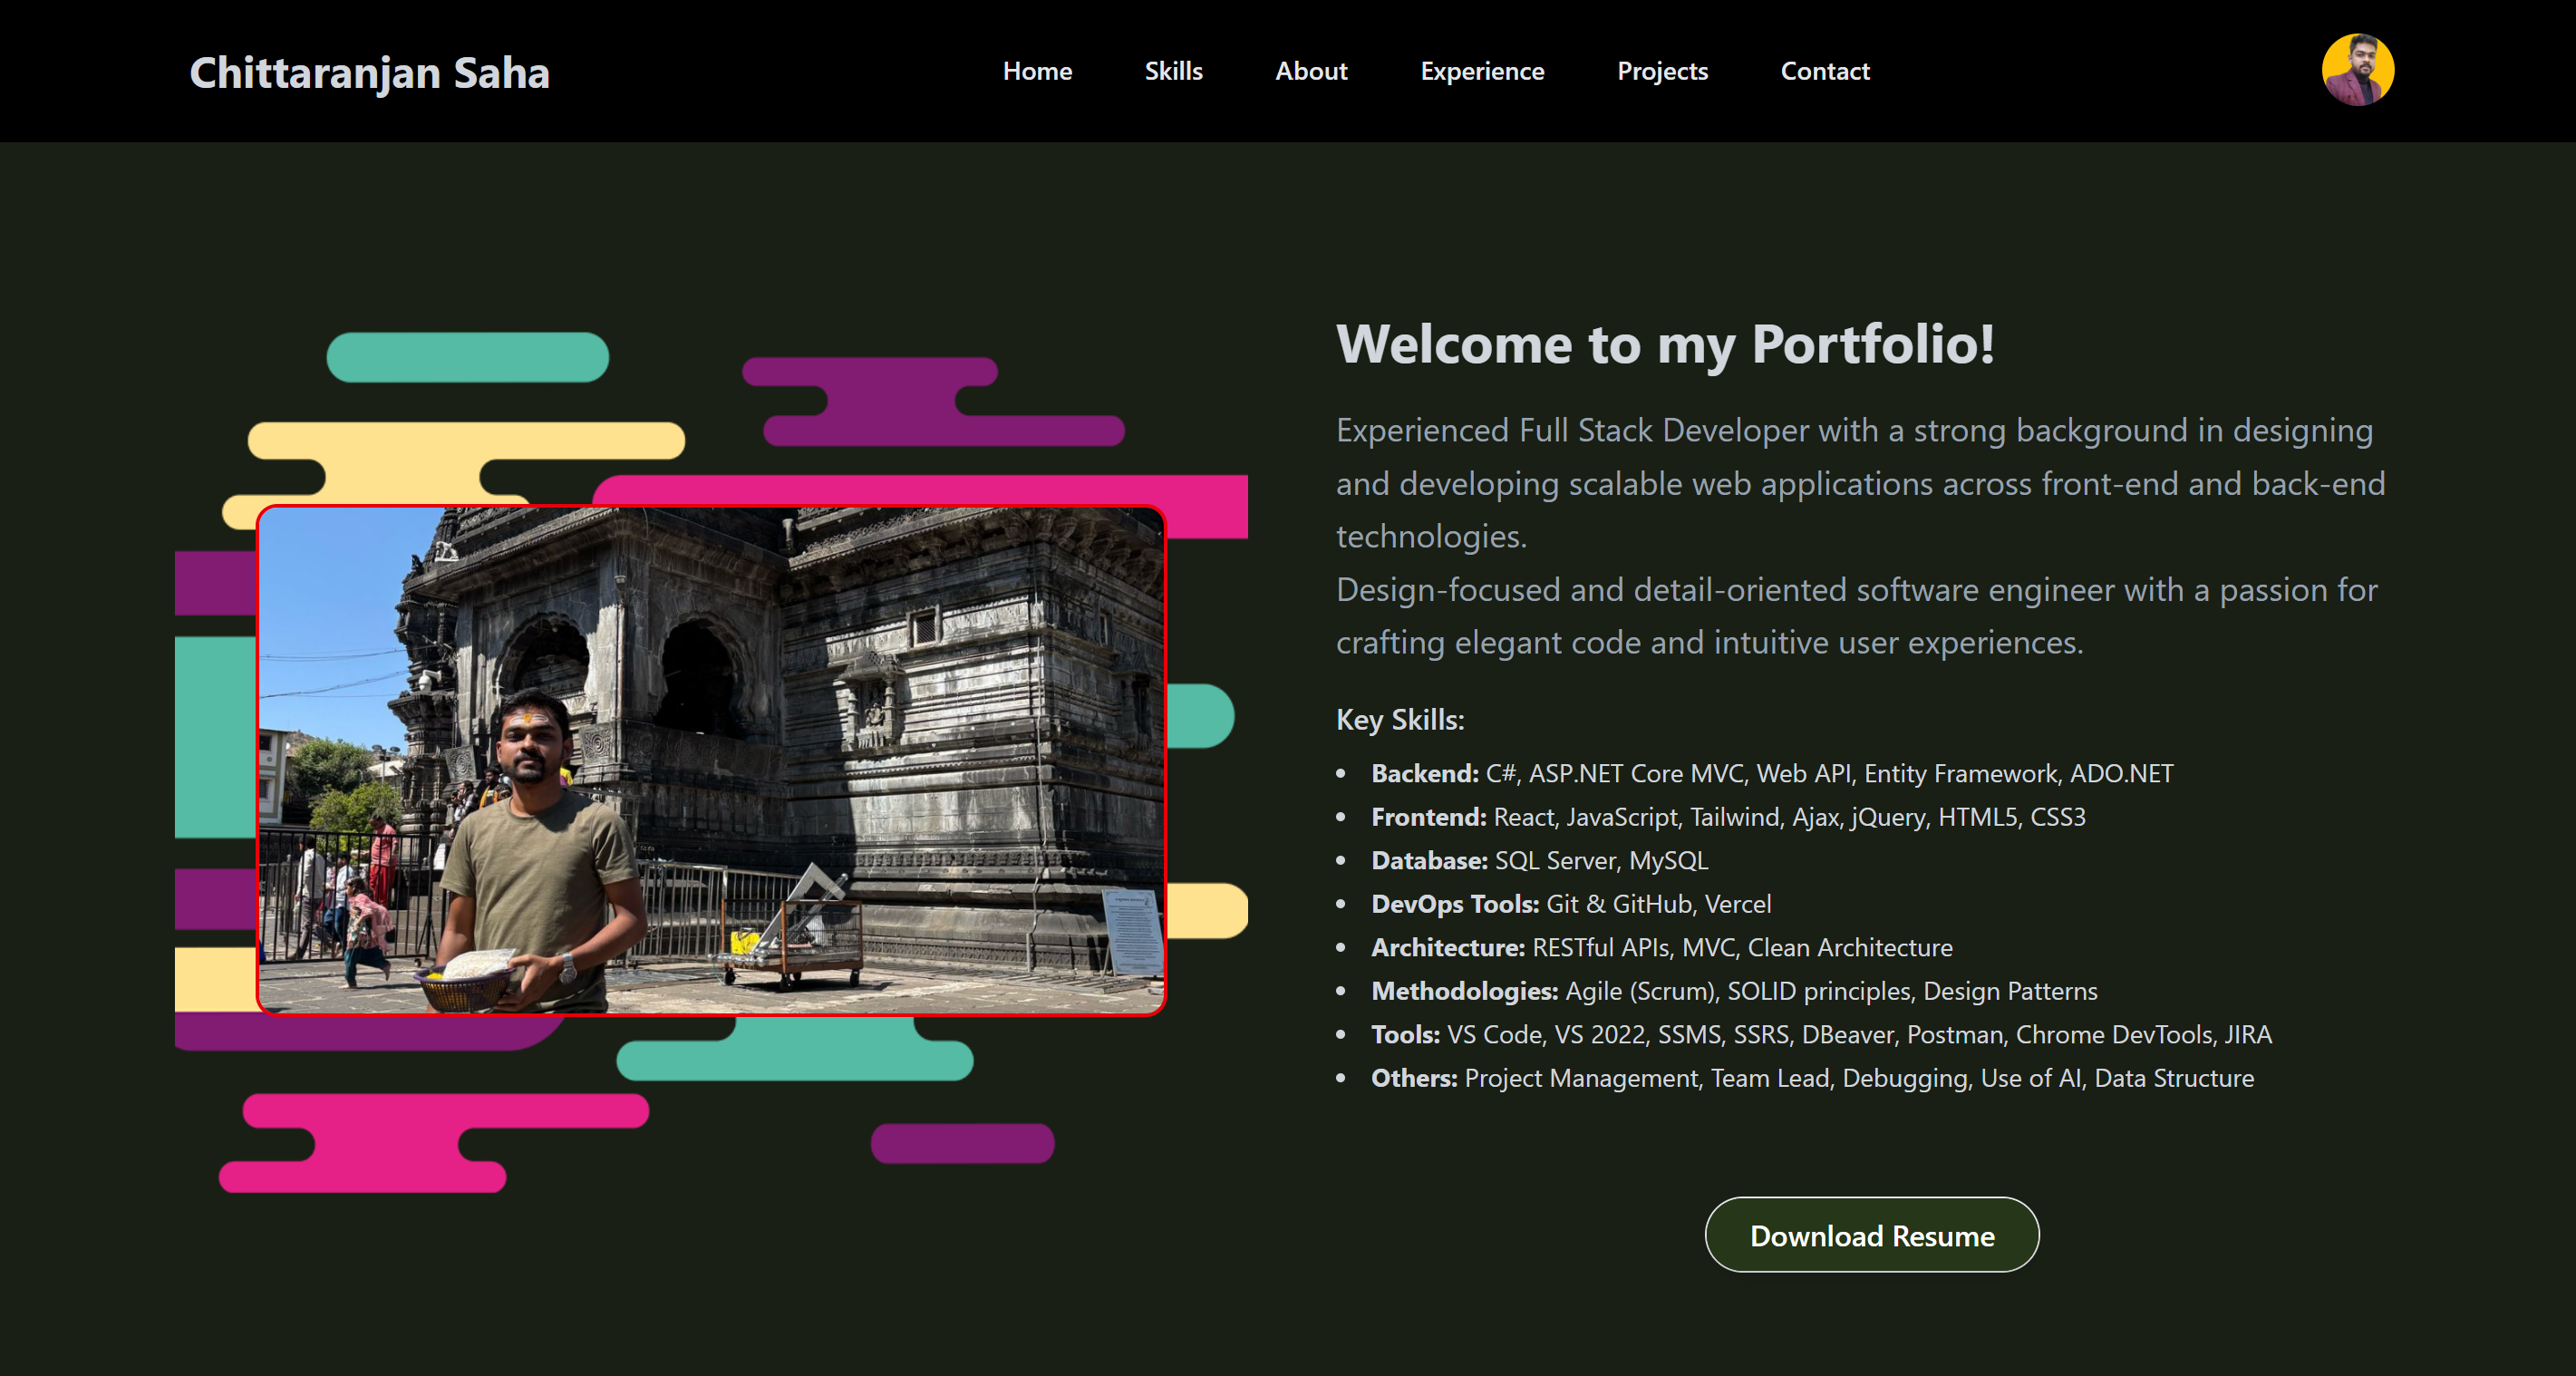 Chittaranjan Saha
Home Skills About Experience Projects Contact
Welcome to my Portfolio!
Experienced Full Stack Developer with a strong background in designing
and developing scalable web applications across front-end and back-end
technologies.
Design-focused and detail-oriented software engineer with a passion for
crafting elegant code and intuitive user experiences.
Key Skills:
Backend: C#, ASP.NET Core MVC, Web API, Entity Framework, ADO.NET
Frontend: React, JavaScript, Tailwind, Ajax, jQuery, HTML5, CSS3
Database: SQL Server, MySQL
DevOps Tools: Git & GitHub, Vercel
Architecture: RESTful APIs, MVC, Clean Architecture
Methodologies: Agile (Scrum), SOLID principles, Design Patterns
Tools: VS Code, VS 2022, SSMS, SSRS, DBeaver, Postman, Chrome DevTools, JIRA
Others: Project Management, Team Lead, Debugging, Use of AI, Data Structure
Download Resume